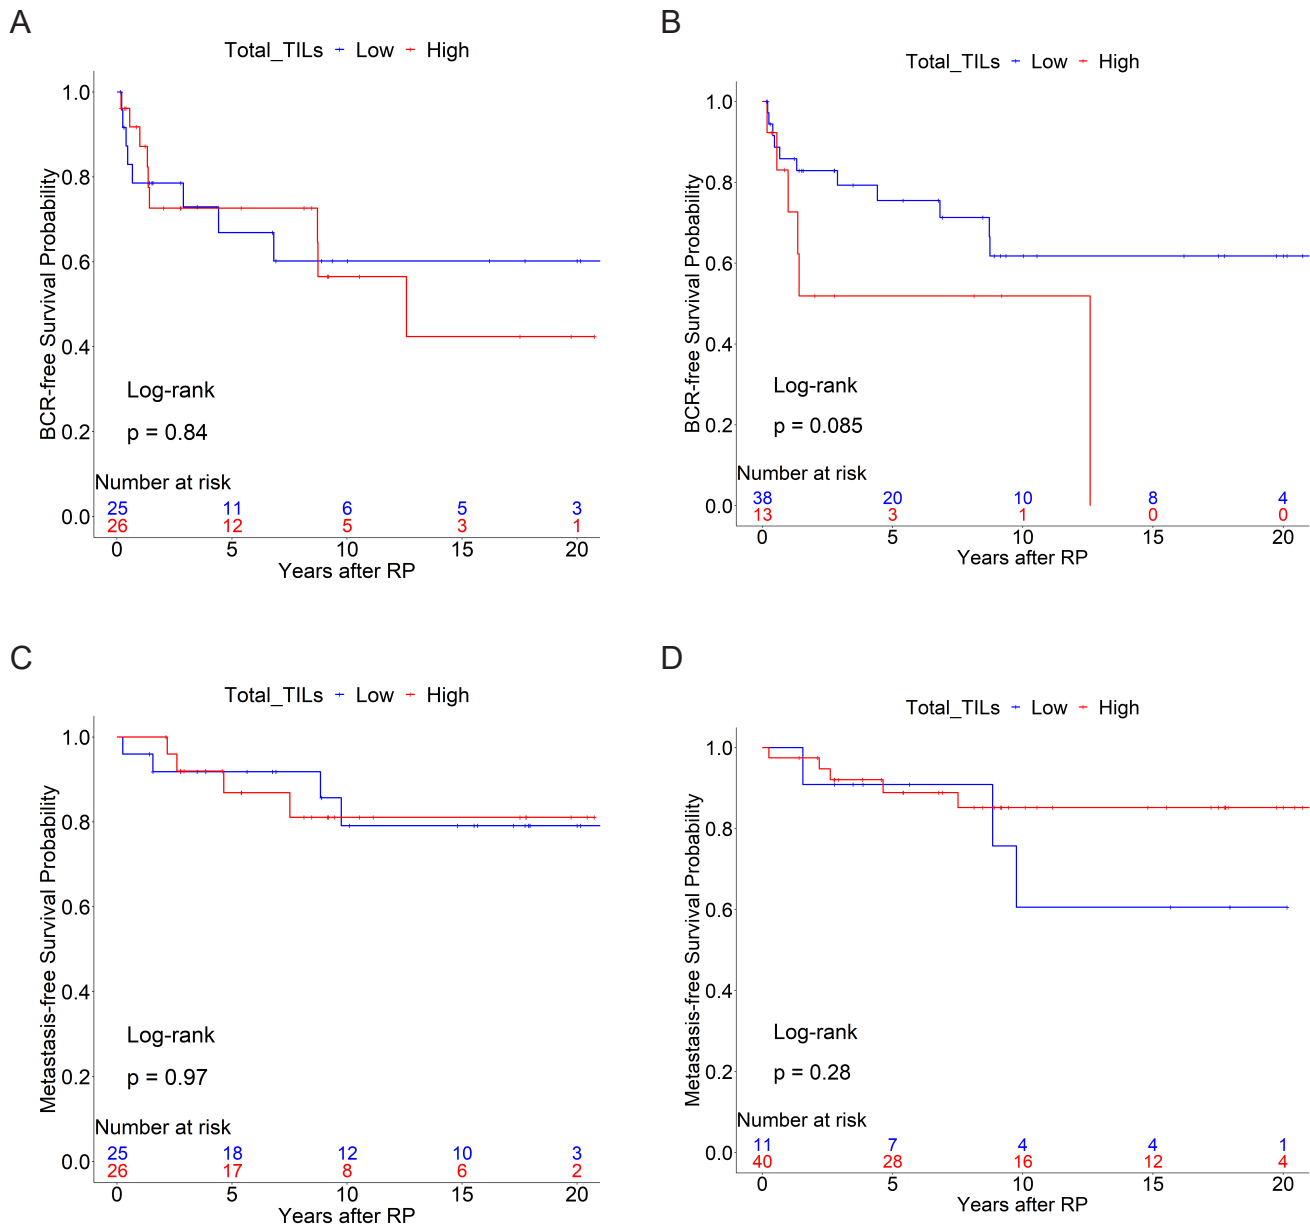 A
Total_TILs Low High
BCR-free Survival Probability
1.0
0.8
0.6
0.4
0.2
0.0
Log-rank
p = 0.84
Number at risk
25 11 6 5 3
26 12 5 3 1
0 5 10 15 20
Years after RP
B
Total_TILs Low High
BCR-free Survival Probability
1.0
0.8
0.6
0.4
0.2
0.0
Log-rank
p = 0.085
Number at risk
38 20 10 8 4
13 3 1 0 0
0 5 10 15 20
Years after RP
C
Total_TILs Low High
Metastasis-free Survival Probability
1.0
0.8
0.6
0.4
0.2
0.0
Log-rank
p = 0.97
Number at risk
25 18 12 10 3
26 17 8 6 2
0 5 10 15 20
Years after RP
D
Total_TILs Low High
Metastasis-free Survival Probability
1.0
0.8
0.6
0.4
0.2
0.0
Log-rank
p = 0.28
Number at risk
11 7 4 4 1
40 28 16 12 4
0 5 10 15 20
Years after RP